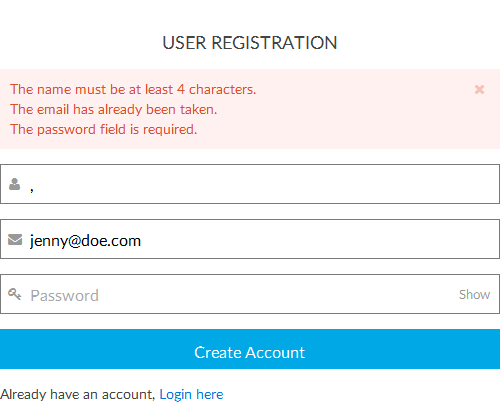 USER REGISTRATION
The name must be at least 4 characters.
The email has already been taken.
The password field is required.
,
jenny@doe.com
Password Show
Create Account
Already have an account, Login here